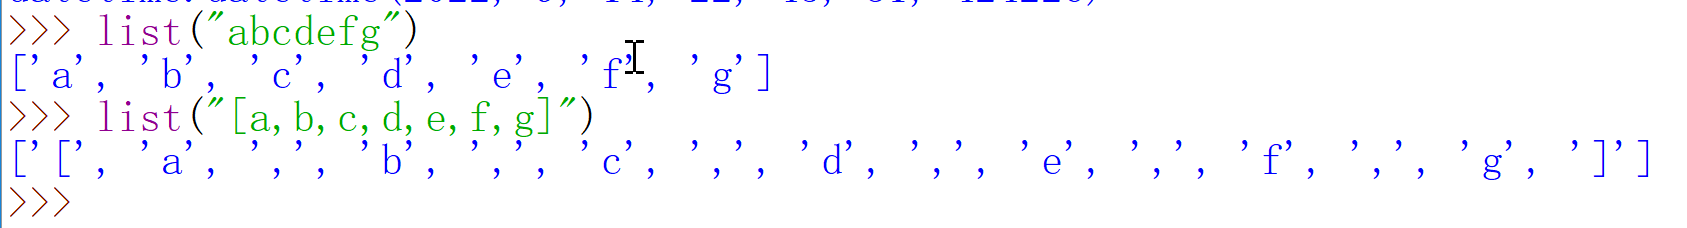 >>> list("abcdefg")
['a', 'b', 'c', 'd', 'e', 'f', 'g']
>>> list("[a,b,c,d,e,f,g]")
['[', 'a', ',', 'b', ',', 'c', ',', 'd', ',', 'e', ',', 'f', ',', 'g', ']']
>>>